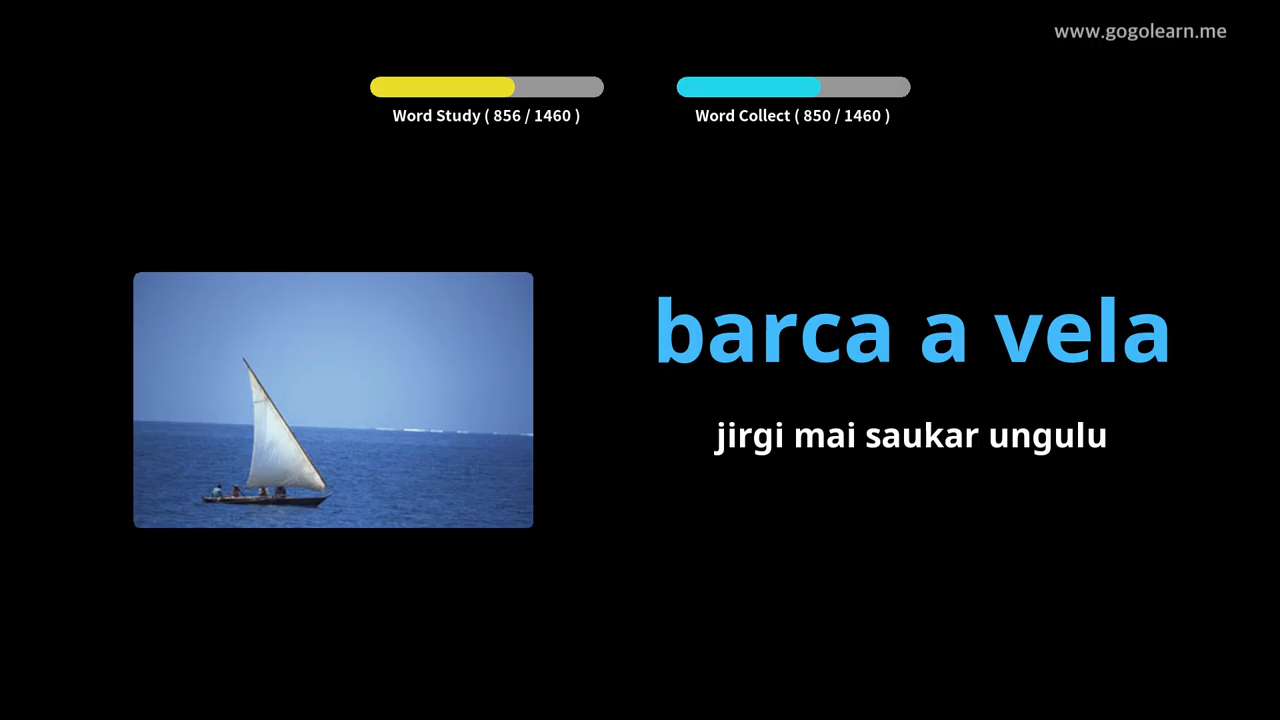 www.gogolearn.me
Word Study ( 856 / 1460 )
Word Collect ( 850 / 1460 )
barca a vela
jirgi mai saukar ungulu